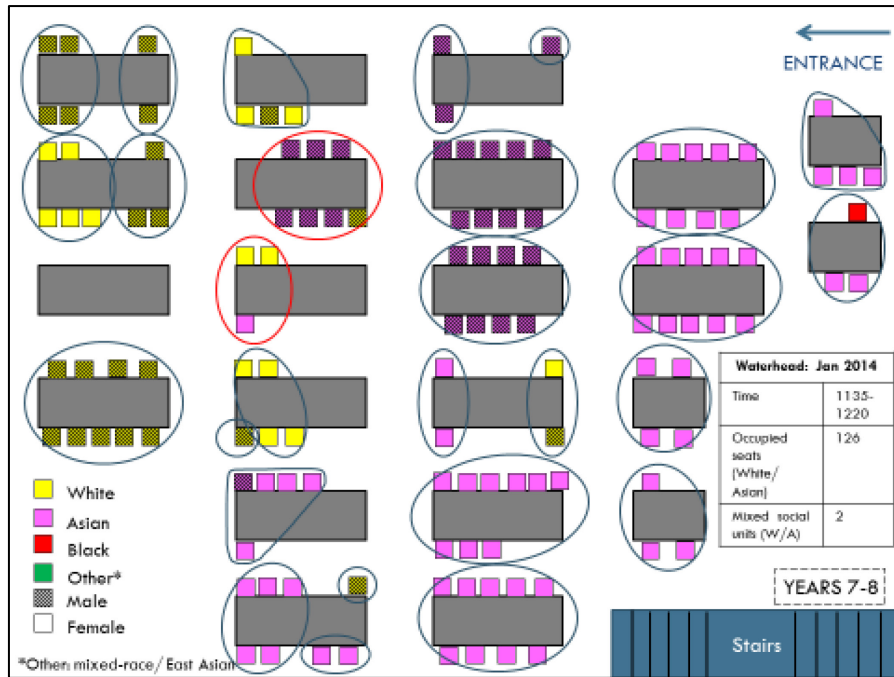 ENTRANCE
Waterhead: Jan 2014
Time
1135-
1220
Occupied
seats
(White/
Asian)
126
Mixed social
units (W/A)
2
White
Asian
Black
Other*
Male
Female
*Other: mixed-race/ East Asian
YEARS 7-8
Stairs